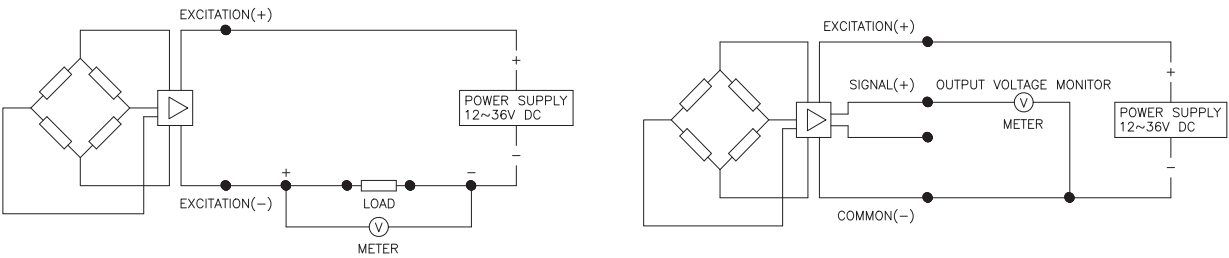 EXCITATION(+)
+
POWER SUPPLY
12~36V DC
−
+
−
EXCITATION(−)
LOAD
V
METER
EXCITATION(+)
+
SIGNAL(+)
OUTPUT VOLTAGE MONITOR
V
METER
POWER SUPPLY
12~36V DC
−
COMMON(−)